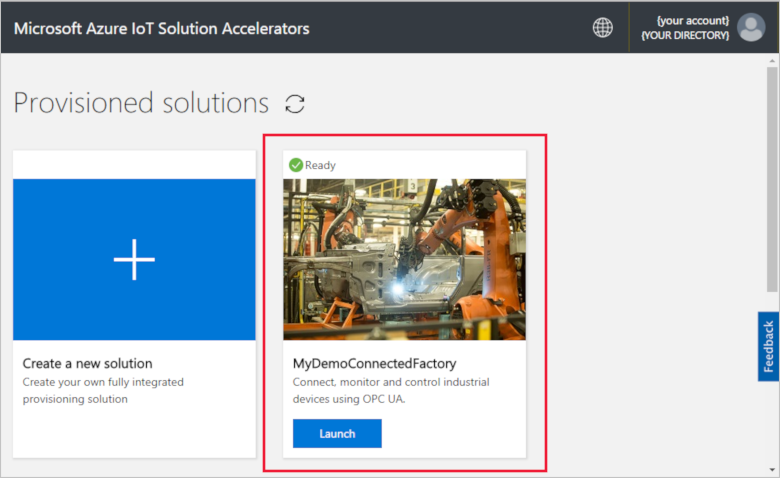 Microsoft Azure IoT Solution Accelerators
{your account}
{YOUR DIRECTORY}
Provisioned solutions
Ready
Create a new solution
Create your own fully integrated
provisioning solution
MyDemoConnectedFactory
Connect, monitor and control industrial
devices using OPC UA.
Launch
Feedback